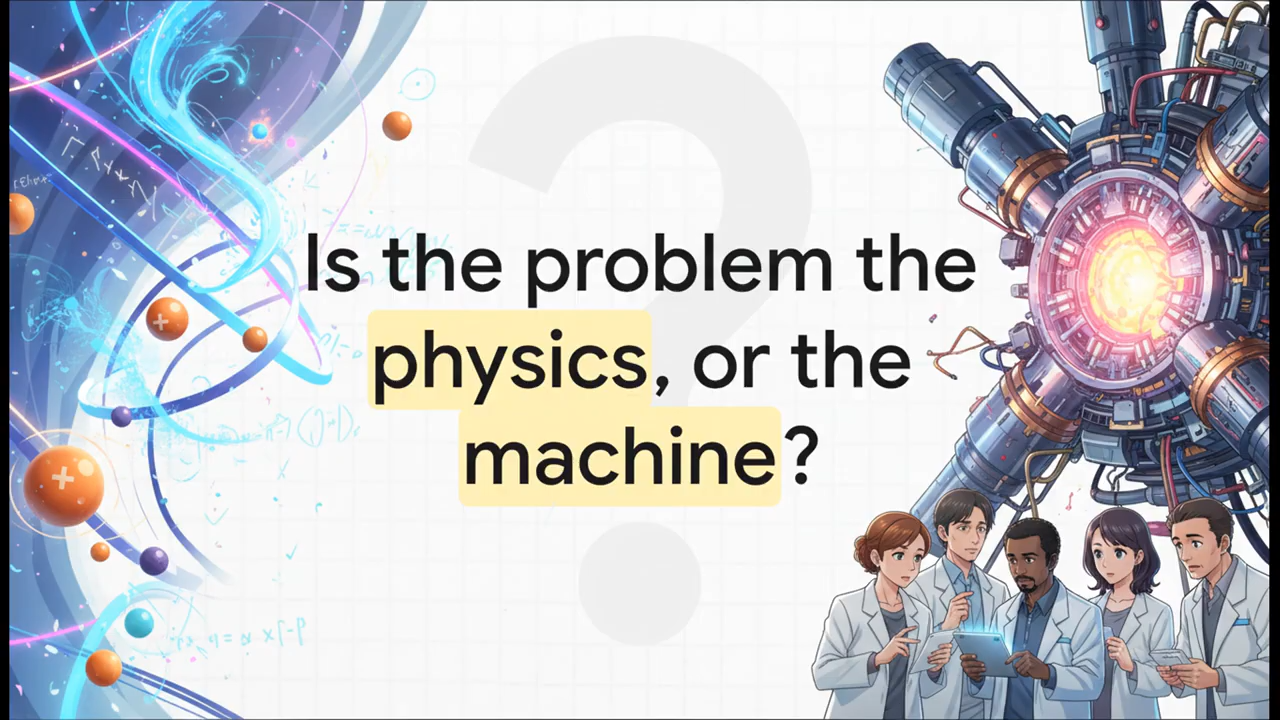 Is the problem the
physics, or the
machine?